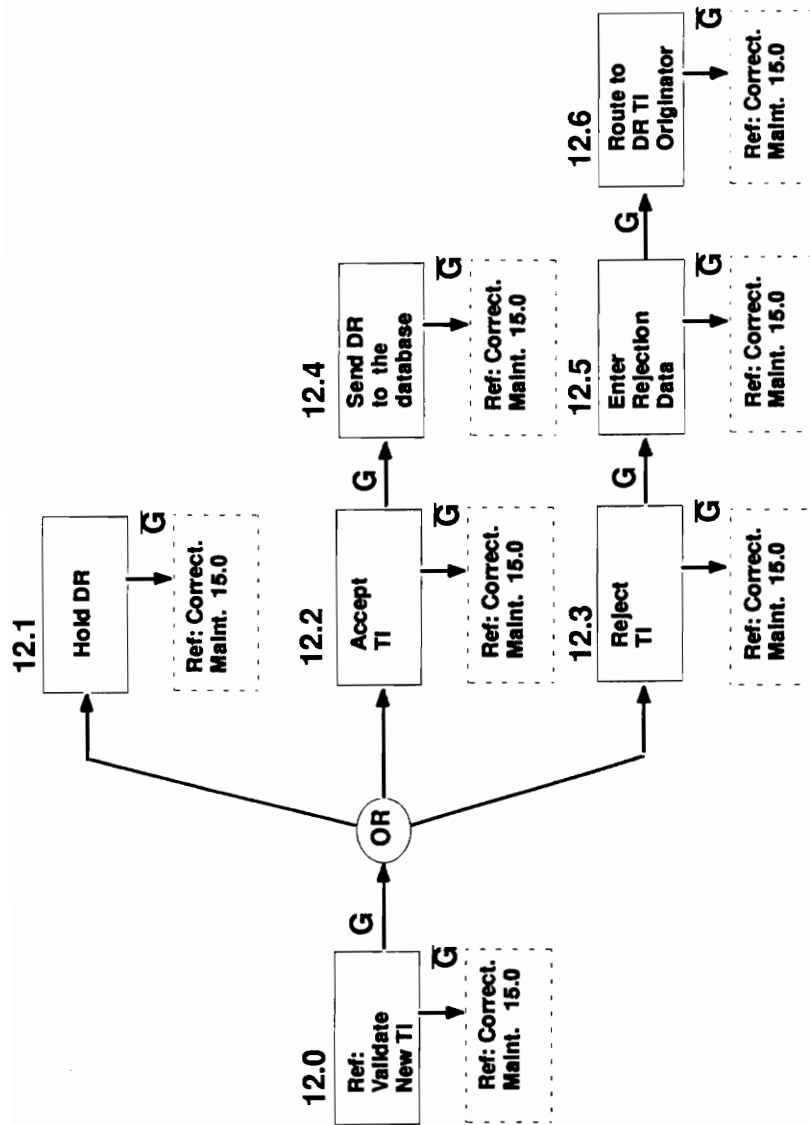 12.0
Ref:
Validate
New TI
G
G̅
Ref: Correct.
Maint. 15.0
OR
12.1
Hold DR
G̅
Ref: Correct.
Maint. 15.0
12.2
Accept
TI
G
G̅
Ref: Correct.
Maint. 15.0
12.4
Send DR
to the
database
G̅
Ref: Correct.
Maint. 15.0
12.3
Reject
TI
G
G̅
Ref: Correct.
Maint. 15.0
12.5
Enter
Rejection
Data
G
G̅
Ref: Correct.
Maint. 15.0
12.6
Route to
DR TI
Originator
G̅
Ref: Correct.
Maint. 15.0